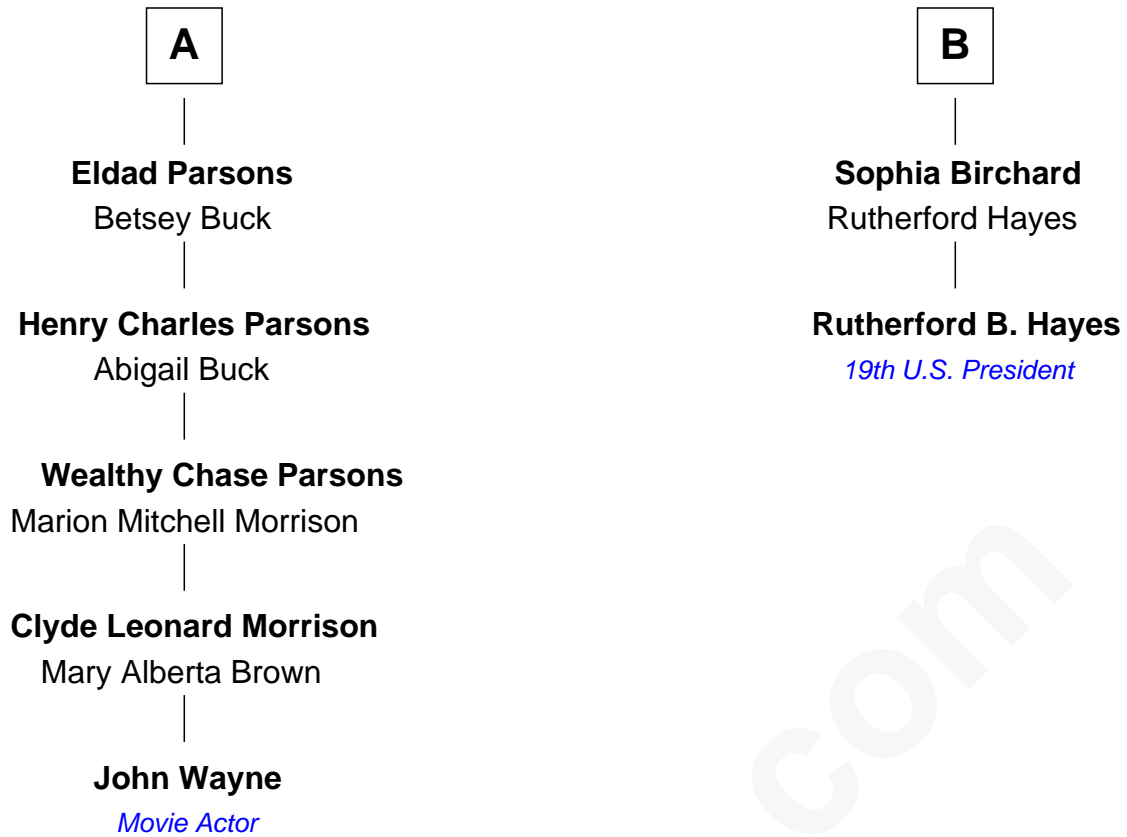 A
Eldad Parsons
Betsey Buck
Henry Charles Parsons
Abigail Buck
Wealthy Chase Parsons
Marion Mitchell Morrison
Clyde Leonard Morrison
Mary Alberta Brown
John Wayne
Movie Actor
B
Sophia Birchard
Rutherford Hayes
Rutherford B. Hayes
19th U.S. President
com